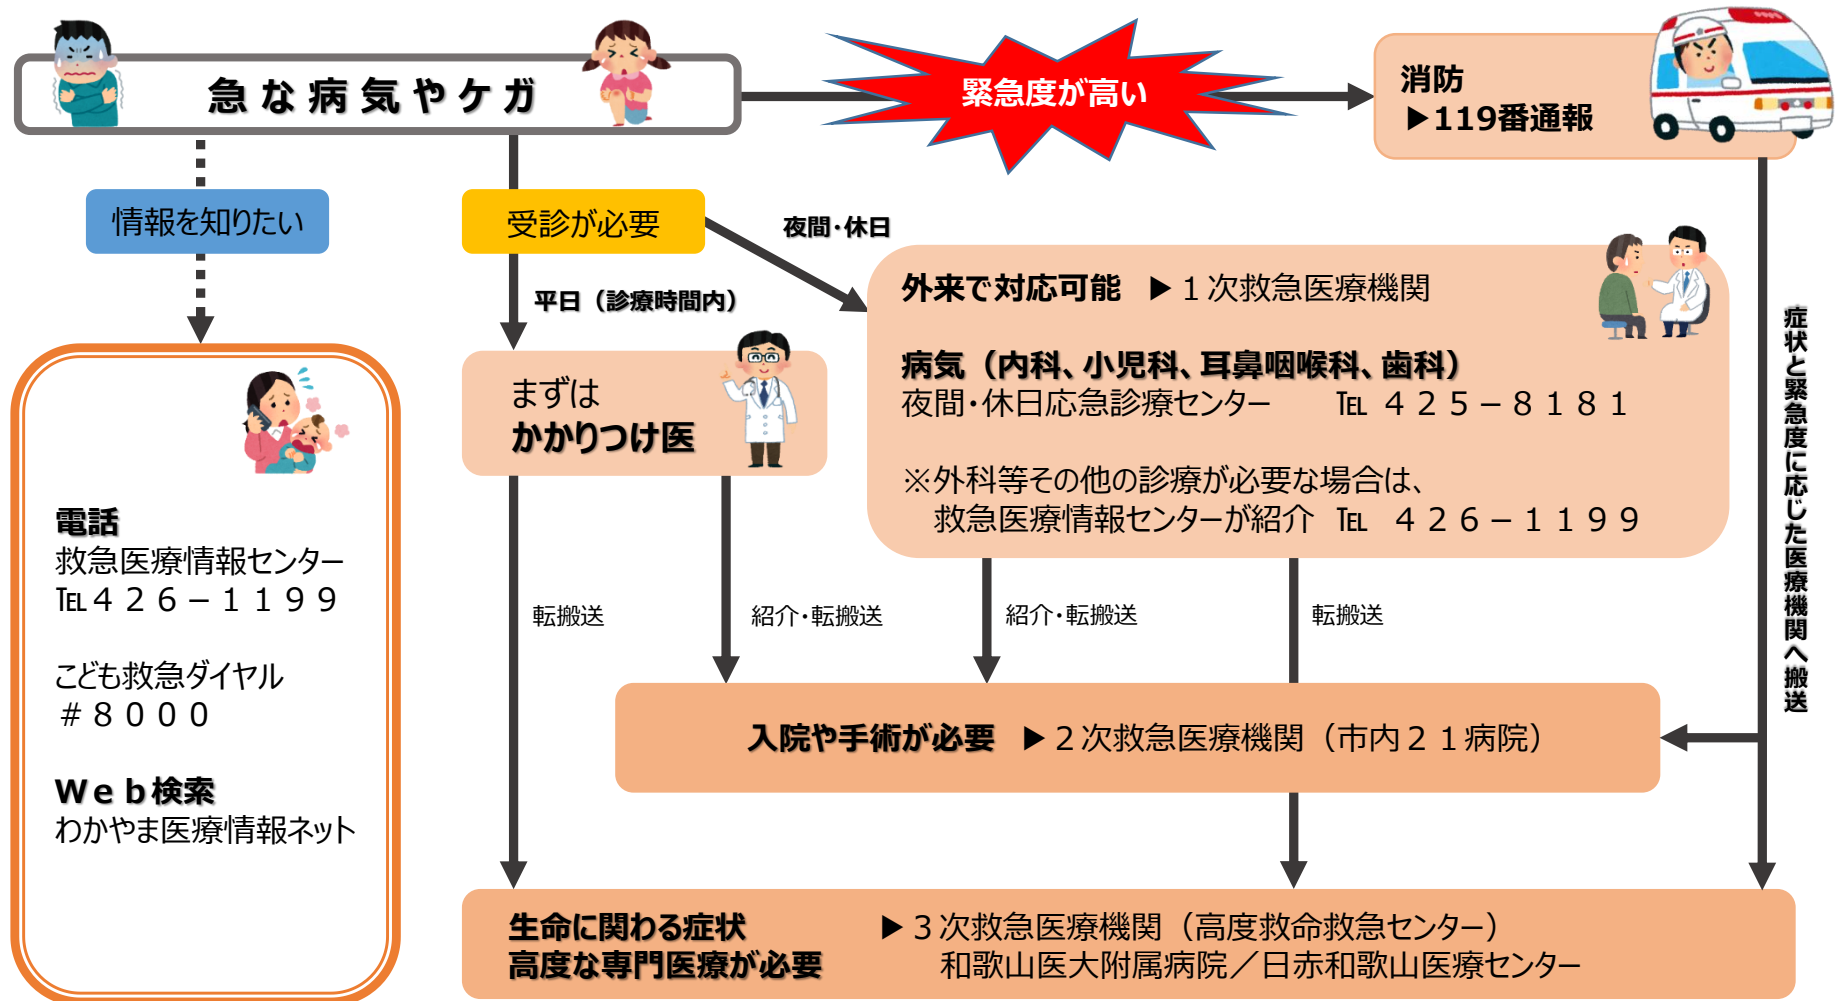 急な病気やケガ
緊急度が高い
消防
▶119番通報
情報を知りたい
受診が必要
夜間・休日
平日（診療時間内）
外来で対応可能 ▶１次救急医療機関
病気（内科、小児科、耳鼻咽喉科、歯科）
夜間・休日応急診療センター ℡ ４２５－８１８１
※外科等その他の診療が必要な場合は、
救急医療情報センターが紹介 ℡ ４２６－１１９９
まずは
かかりつけ医
症状と緊急度に応じた医療機関へ搬送
電話
救急医療情報センター
℡４２６－１１９９
こども救急ダイヤル
＃８０００
Ｗｅｂ検索
わかやま医療情報ネット
転搬送
紹介・転搬送
紹介・転搬送
転搬送
入院や手術が必要 ▶２次救急医療機関（市内２１病院）
生命に関わる症状 ▶３次救急医療機関（高度救命救急センター）
高度な専門医療が必要 和歌山医大附属病院／日赤和歌山医療センター